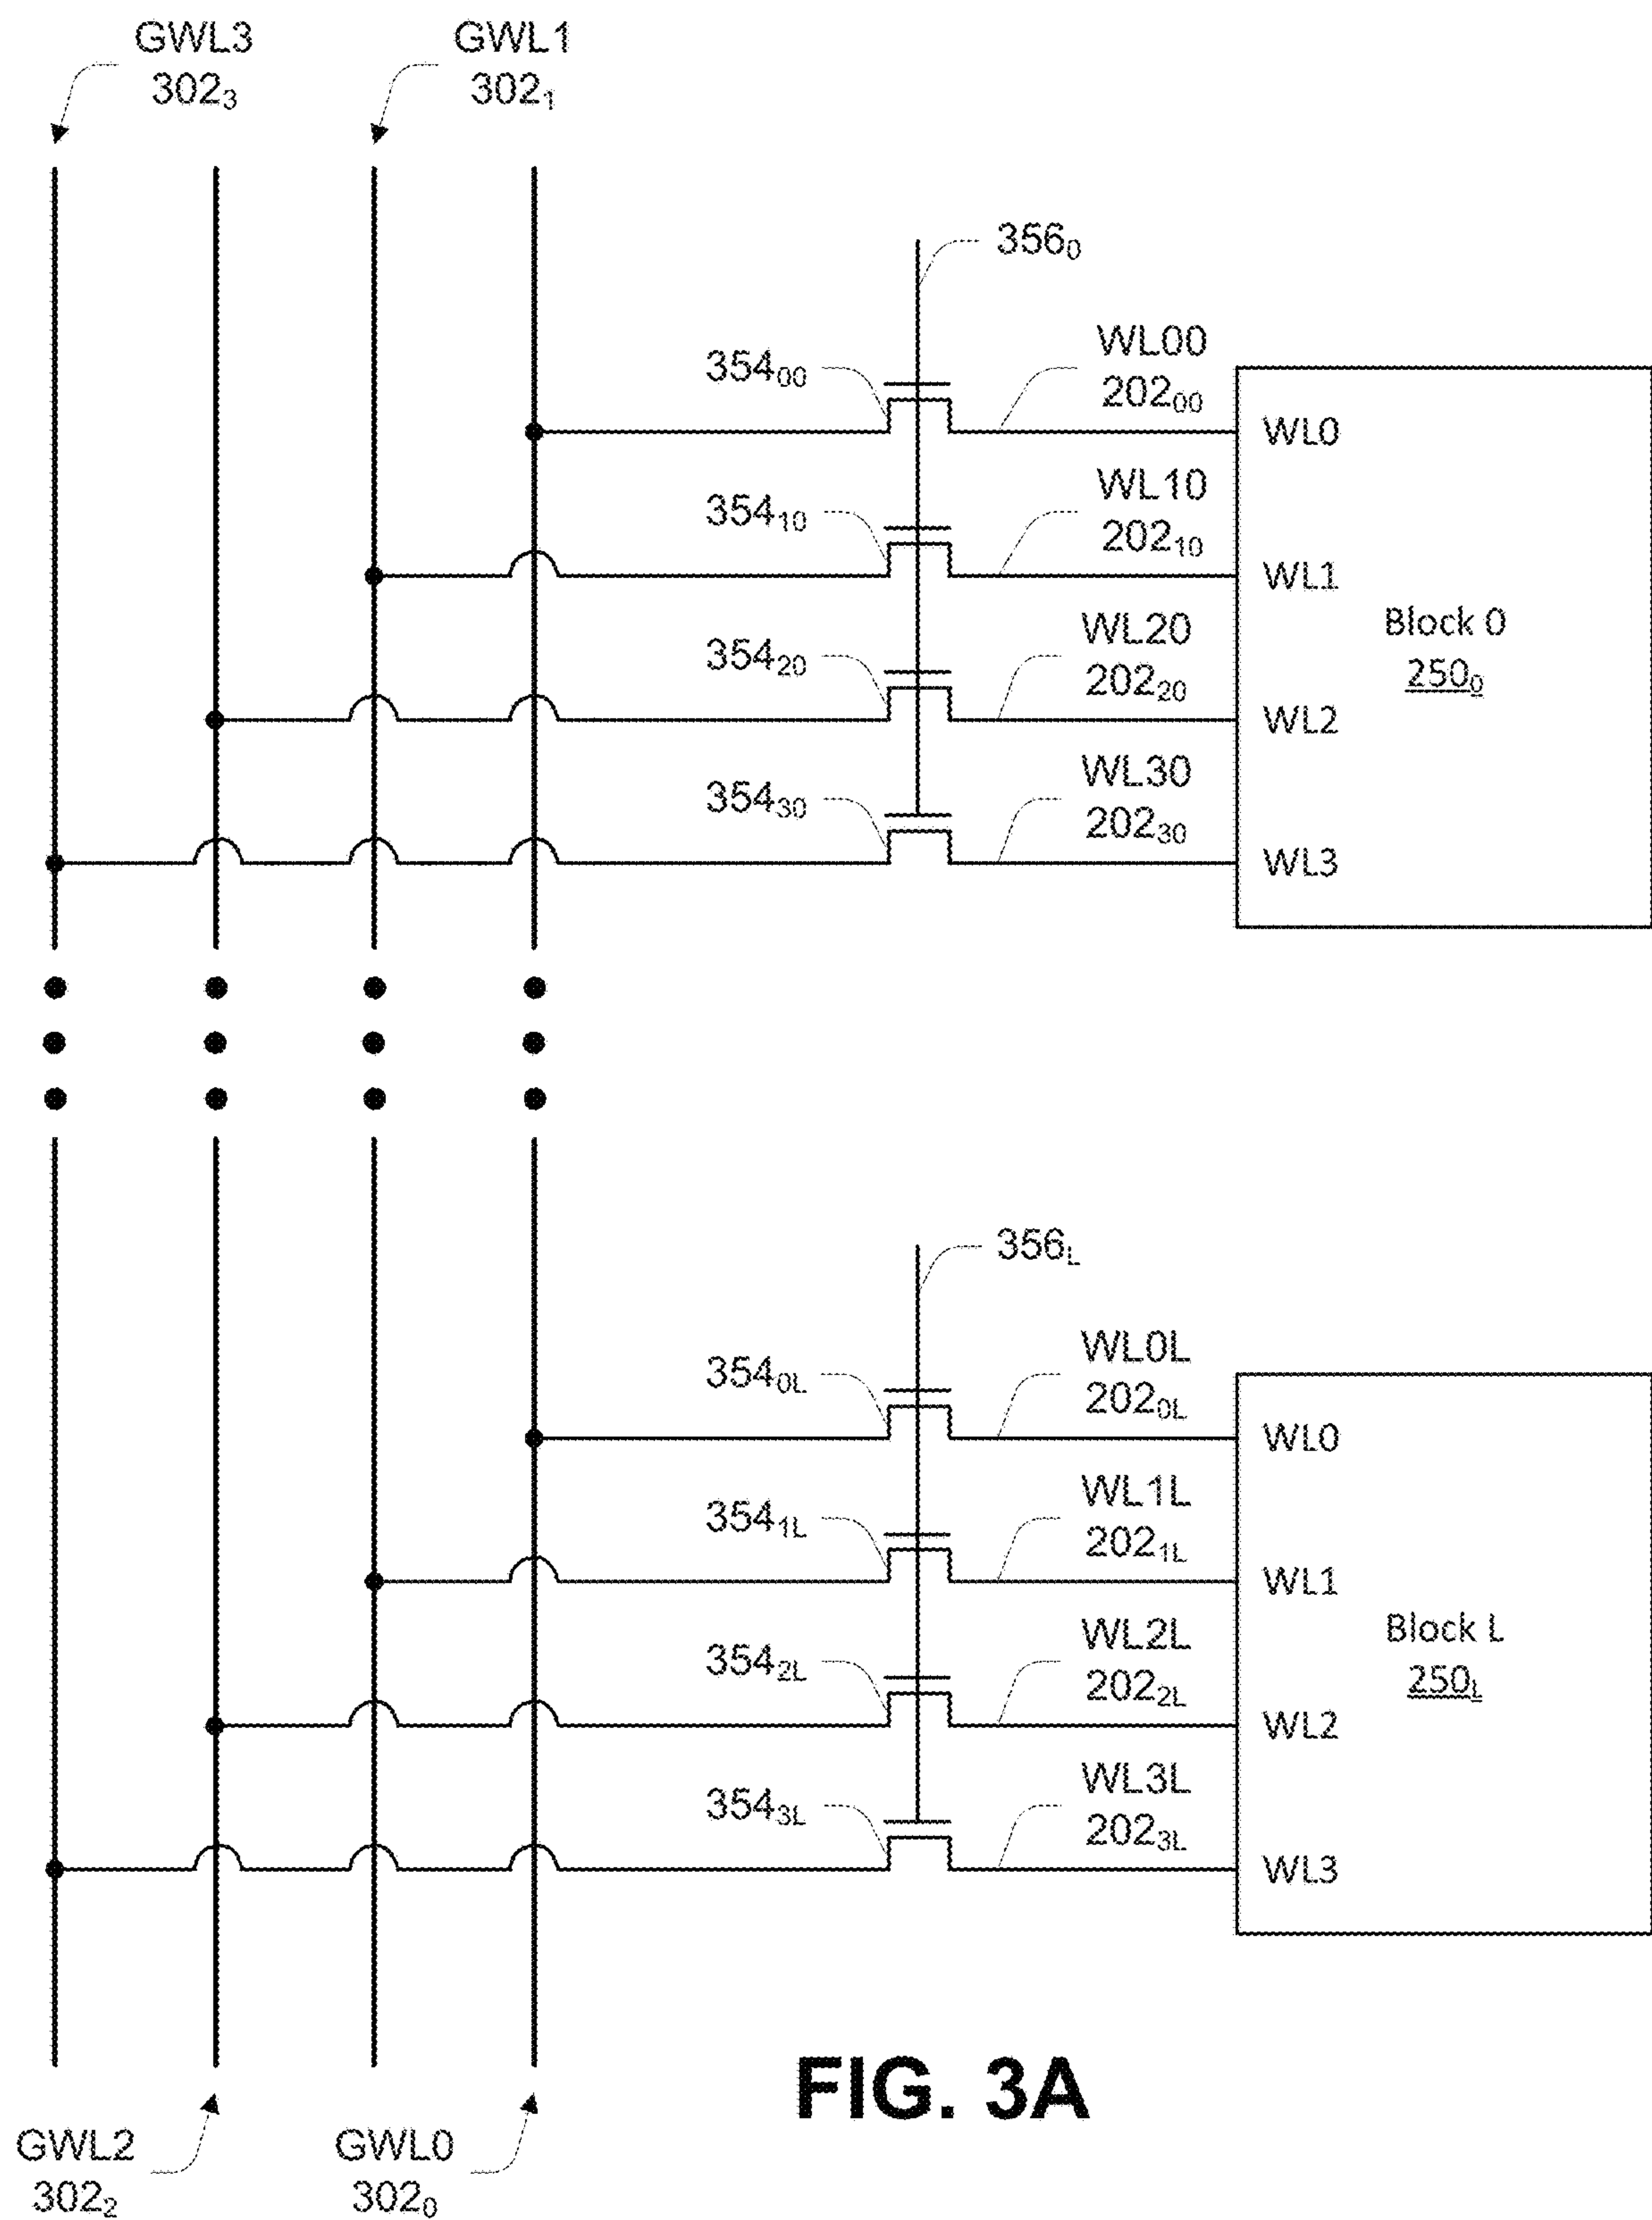 GWL3
302₃
GWL1
302₁
356₀
354₀₀
WL00
202₀₀
WL0
354₁₀
WL10
202₁₀
WL1
354₂₀
WL20
202₂₀
WL2
354₃₀
WL30
202₃₀
WL3
Block 0
250₀
356L
354₀L
WL0L
202₀L
WL0
354₁L
WL1L
202₁L
WL1
354₂L
WL2L
202₂L
WL2
354₃L
WL3L
202₃L
WL3
Block L
250L
GWL2
302₂
GWL0
302₀
FIG. 3A